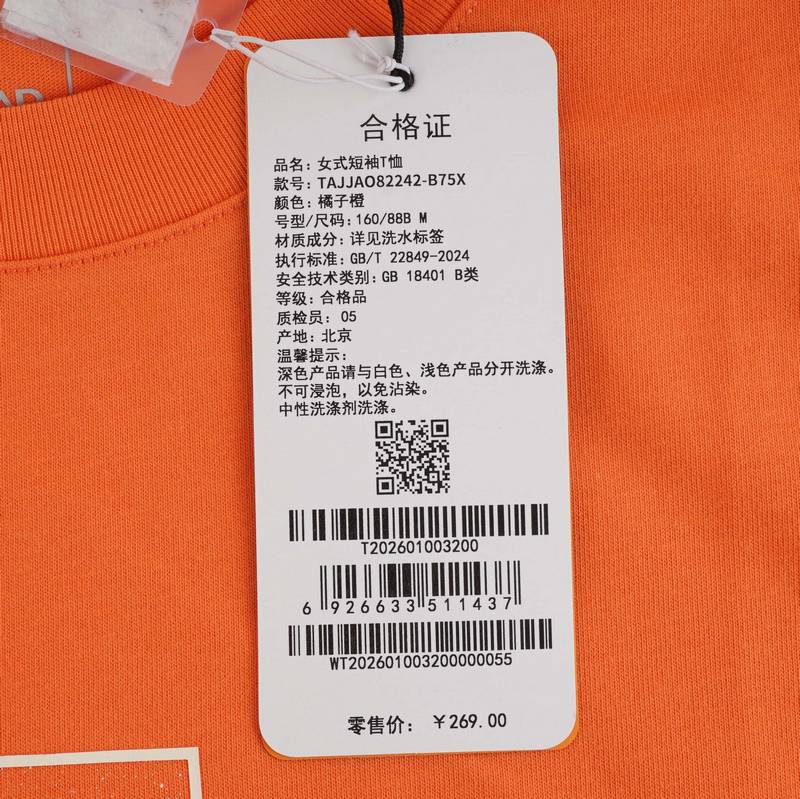 合格证
品名: 女式短袖T恤
款号: TAJJAO82242-B75X
颜色: 橘子橙
号型/尺码: 160/88B M
材质成分: 详见洗水标签
执行标准: GB/T 22849-2024
安全技术类别: GB 18401 B类
等级: 合格品
质检员: 05
产地: 北京
温馨提示:
深色产品请与白色、浅色产品分开洗涤。
不可浸泡，以免沾染。
中性洗涤剂洗涤。
T202601003200
6 926633 511437
WT202601003200000055
零售价: ￥269.00